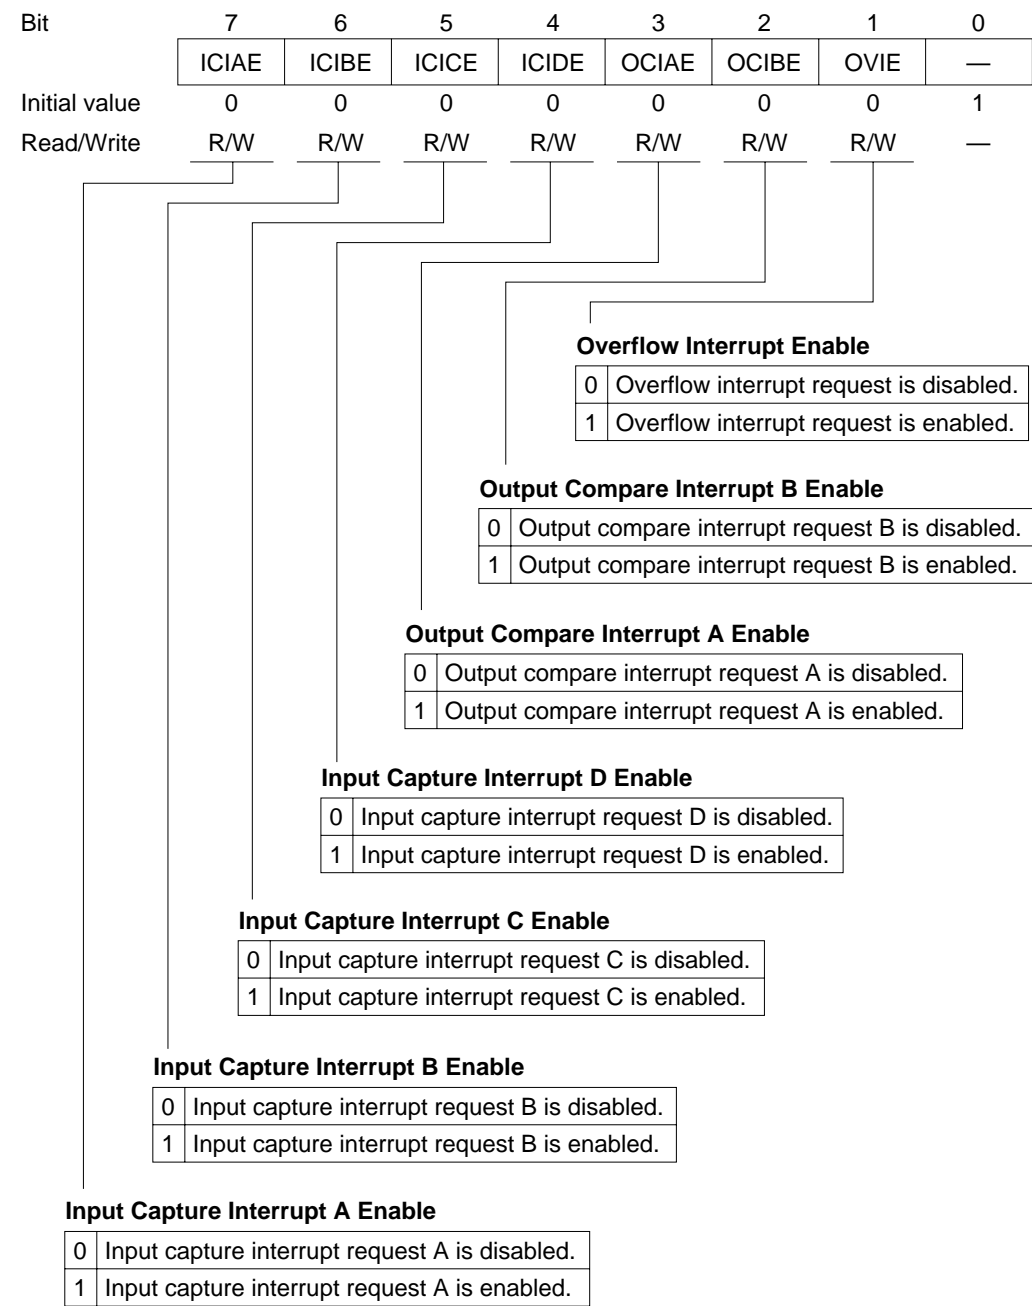 Bit 7 6 5 4 3 2 1 0
ICIAE ICIBE ICICE ICIDE OCIAE OCIBE OVIE —
Initial value 0 0 0 0 0 0 0 1
Read/Write R/W R/W R/W R/W R/W R/W R/W —
Overflow Interrupt Enable
0 Overflow interrupt request is disabled.
1 Overflow interrupt request is enabled.
Output Compare Interrupt B Enable
0 Output compare interrupt request B is disabled.
1 Output compare interrupt request B is enabled.
Output Compare Interrupt A Enable
0 Output compare interrupt request A is disabled.
1 Output compare interrupt request A is enabled.
Input Capture Interrupt D Enable
0 Input capture interrupt request D is disabled.
1 Input capture interrupt request D is enabled.
Input Capture Interrupt C Enable
0 Input capture interrupt request C is disabled.
1 Input capture interrupt request C is enabled.
Input Capture Interrupt B Enable
0 Input capture interrupt request B is disabled.
1 Input capture interrupt request B is enabled.
Input Capture Interrupt A Enable
0 Input capture interrupt request A is disabled.
1 Input capture interrupt request A is enabled.